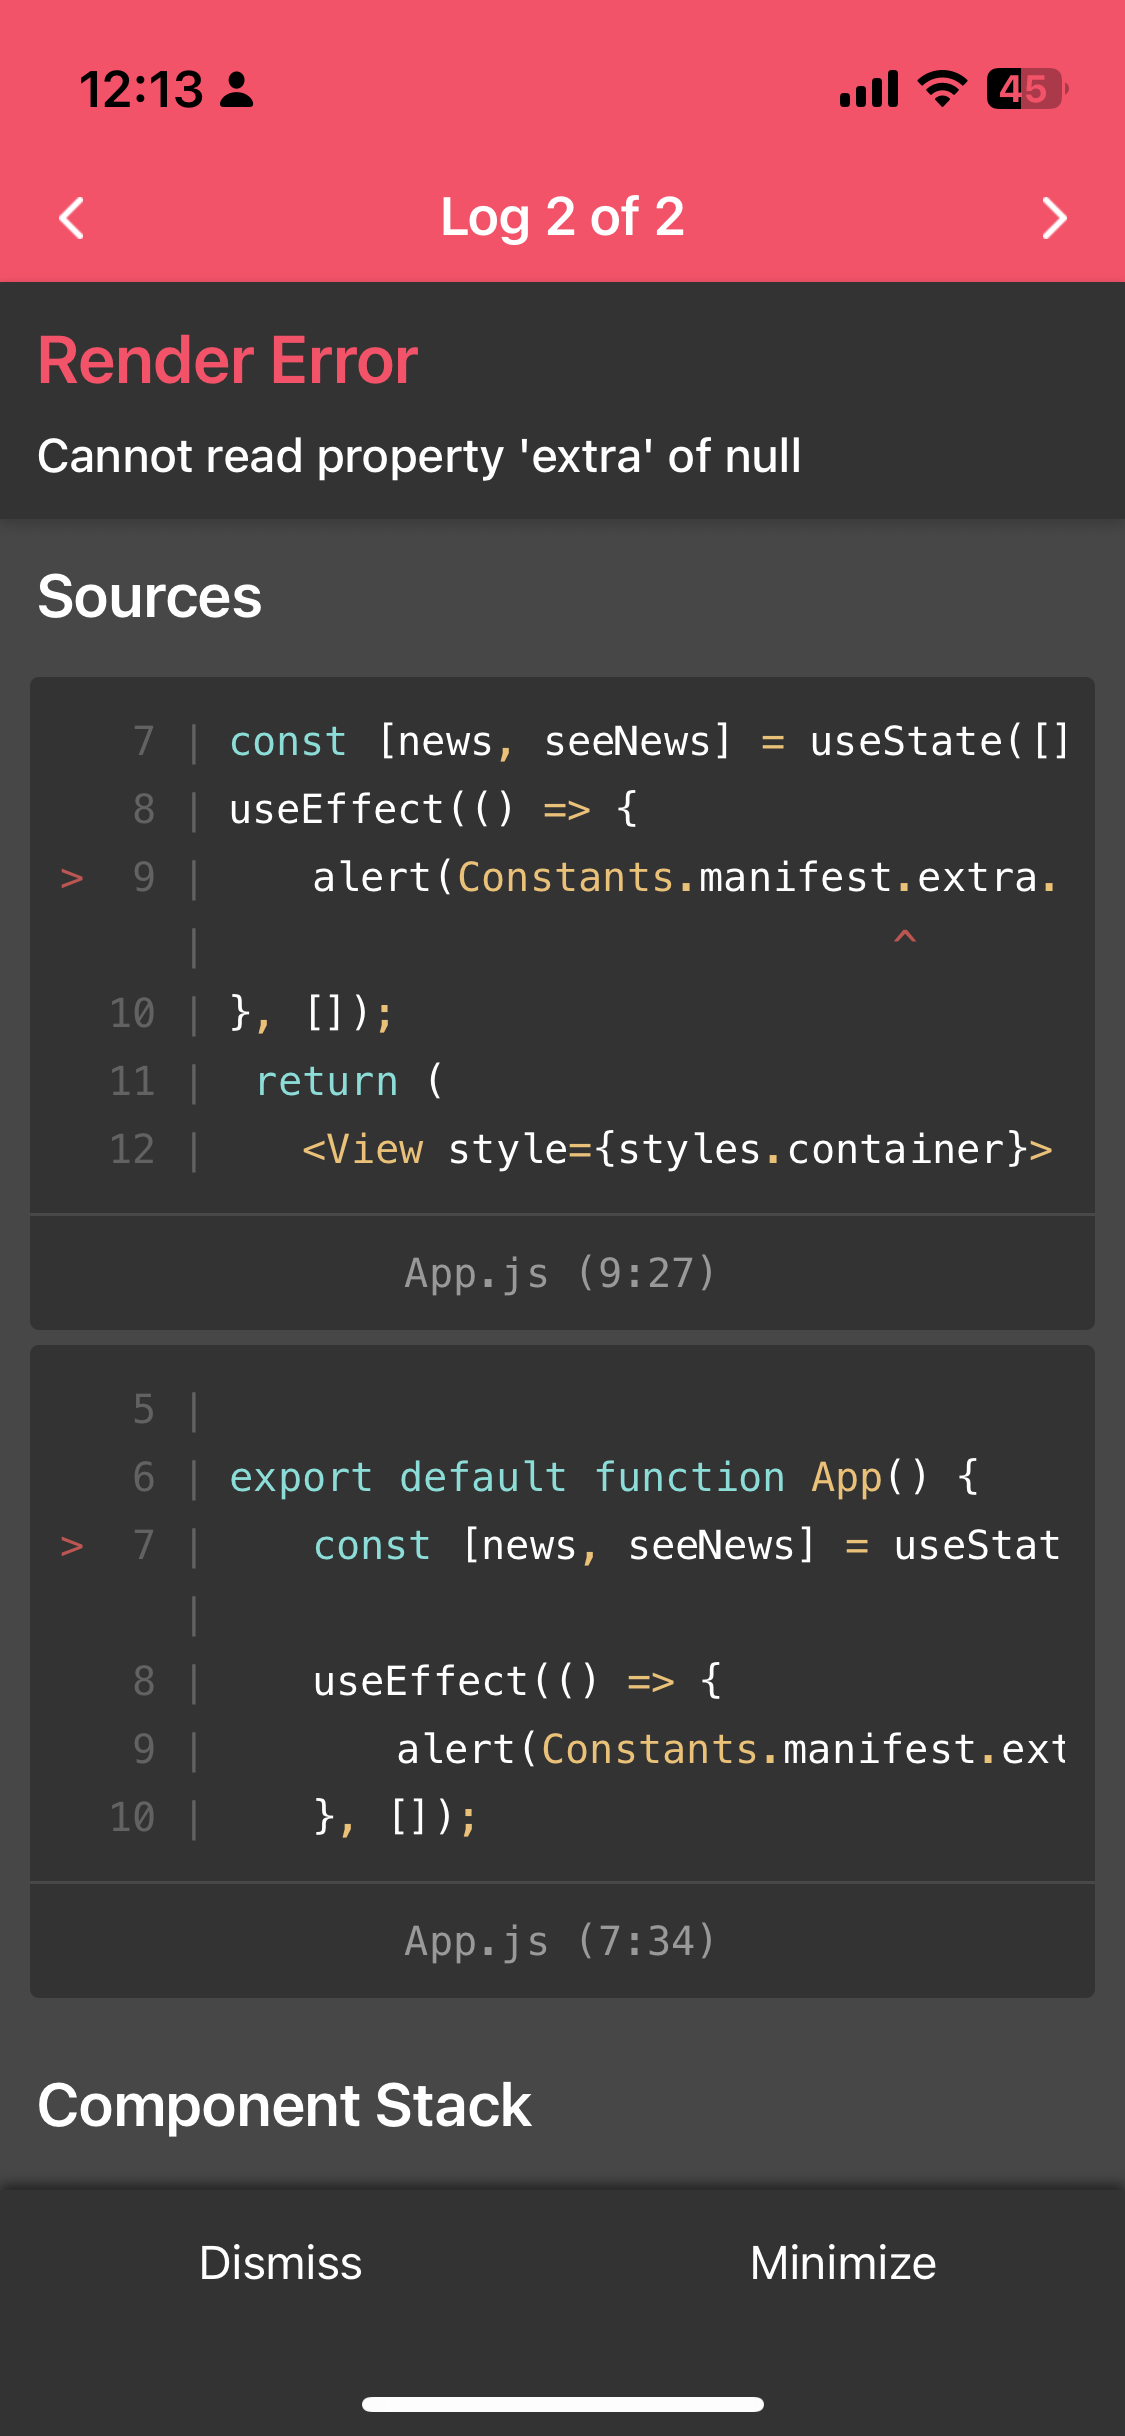 12:13
45
Log 2 of 2
Render Error
Cannot read property 'extra' of null
Sources
7 | const [news, seeNews] = useState([]
8 | useEffect(() => {
> 9 | alert(Constants.manifest.extra.
| ^
10 | }, []);
11 | return (
12 | <View style={styles.container}>
App.js (9:27)
5 |
6 | export default function App() {
> 7 | const [news, seeNews] = useStat
|
8 | useEffect(() => {
9 | alert(Constants.manifest.ext
10 | }, []);
App.js (7:34)
Component Stack
Dismiss Minimize